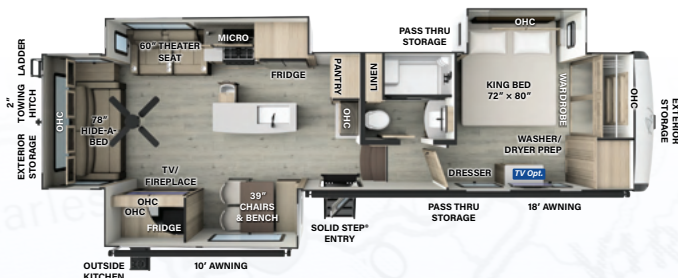 OHC
PASS THRU
STORAGE
60" THEATER
SEAT
MICRO
FRIDGE
PANTRY
LINEN
KING BED
72" × 80"
WARDROBE
OHC
EXTERIOR
STORAGE
LADDER
2"
TOWING
HITCH
EXTERIOR
STORAGE
OHC
78"
HIDE-A-
BED
OHC
WASHER/
DRYER PREP
TV/
FIREPLACE
DRESSER
TV Opt.
OHC
OHC
FRIDGE
39"
CHAIRS
& BENCH
SOLID STEP®
ENTRY
PASS THRU
STORAGE
18' AWNING
OUTSIDE
KITCHEN
10' AWNING